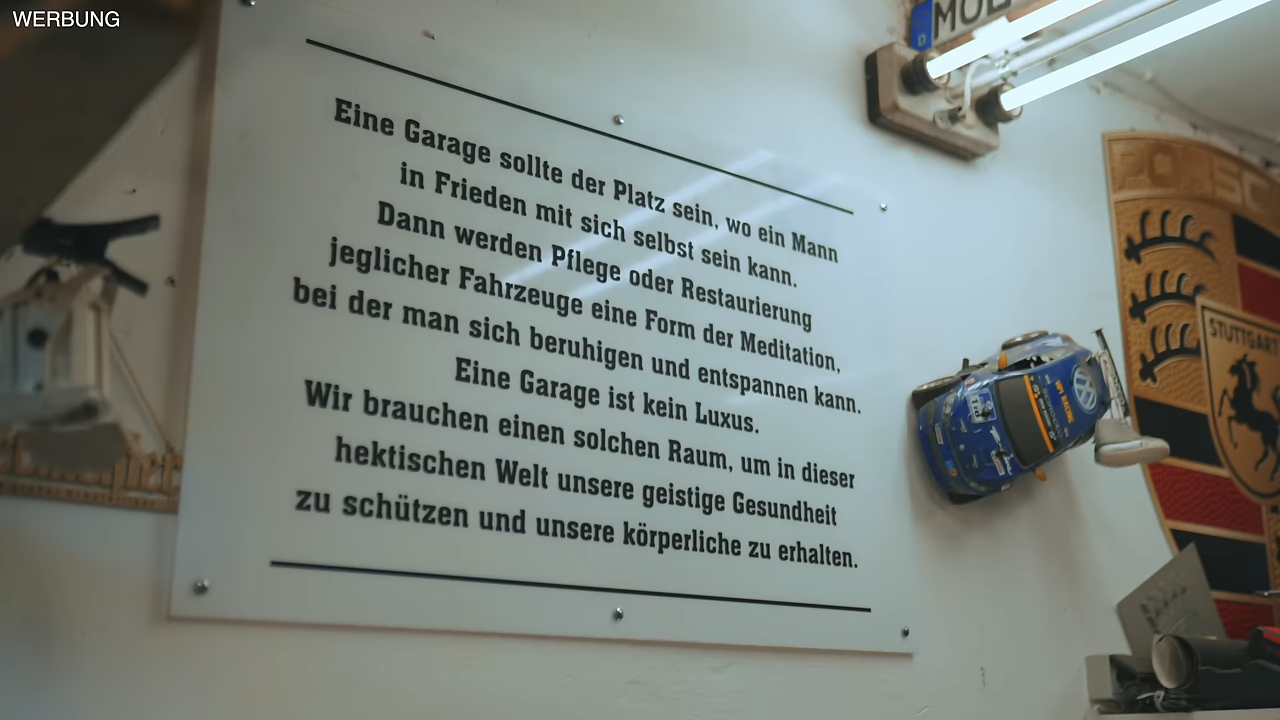 WERBUNG
MOL
D
Eine Garage sollte der Platz sein, wo ein Mann
in Frieden mit sich selbst sein kann.
Dann werden Pflege oder Restaurierung
jeglicher Fahrzeuge eine Form der Meditation,
bei der man sich beruhigen und entspannen kann.
Eine Garage ist kein Luxus.
Wir brauchen einen solchen Raum, um in dieser
hektischen Welt unsere geistige Gesundheit
zu schützen und unsere körperliche zu erhalten.
STUTTGART